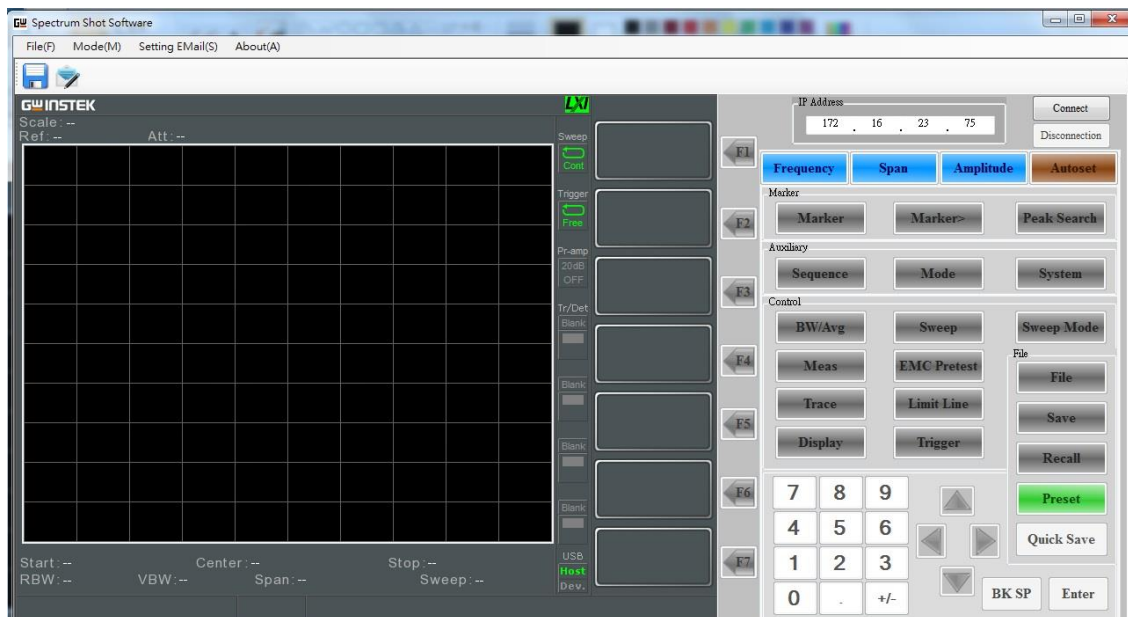 GW Spectrum Shot Software
File(F) Mode(M) Setting EMail(S) About(A)
GW INSTEK
LXI
Scale:--
Ref:-- Att:--
Sweep
Cont
Trigger
Free
Pr-amp
20dB
OFF
Tr/Det
Blank
Blank
Blank
Blank
USB
Host
Dev.
Start:-- Center:-- Stop:--
RBW:-- VBW:-- Span:-- Sweep:--
F1
F2
F3
F4
F5
F6
F7
IP Address
172 . 16 . 23 . 75
Connect
Disconnection
Frequency Span Amplitude Autoset
Marker
Marker Marker> Peak Search
Auxiliary
Sequence Mode System
Control
BW/Avg Sweep Sweep Mode
Meas EMC Pretest
Trace Limit Line
Display Trigger
File
File
Save
Recall
Preset
Quick Save
7 8 9
4 5 6
1 2 3
0 . +/-
BK SP Enter